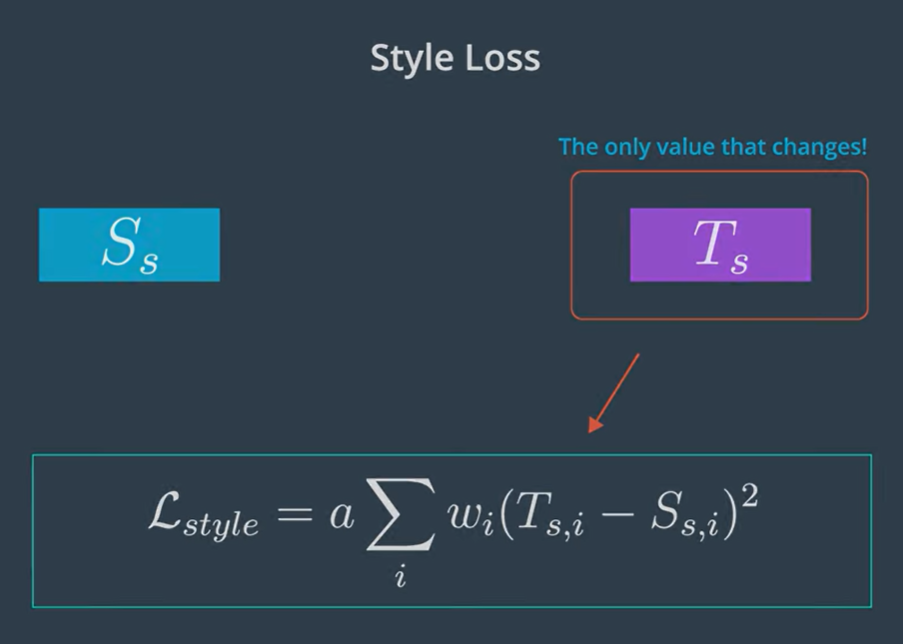 Style Loss
The only value that changes!
S_s
T_s
\mathcal{L}_{style} = a \sum_{i} w_i (T_{s,i} - S_{s,i})^2